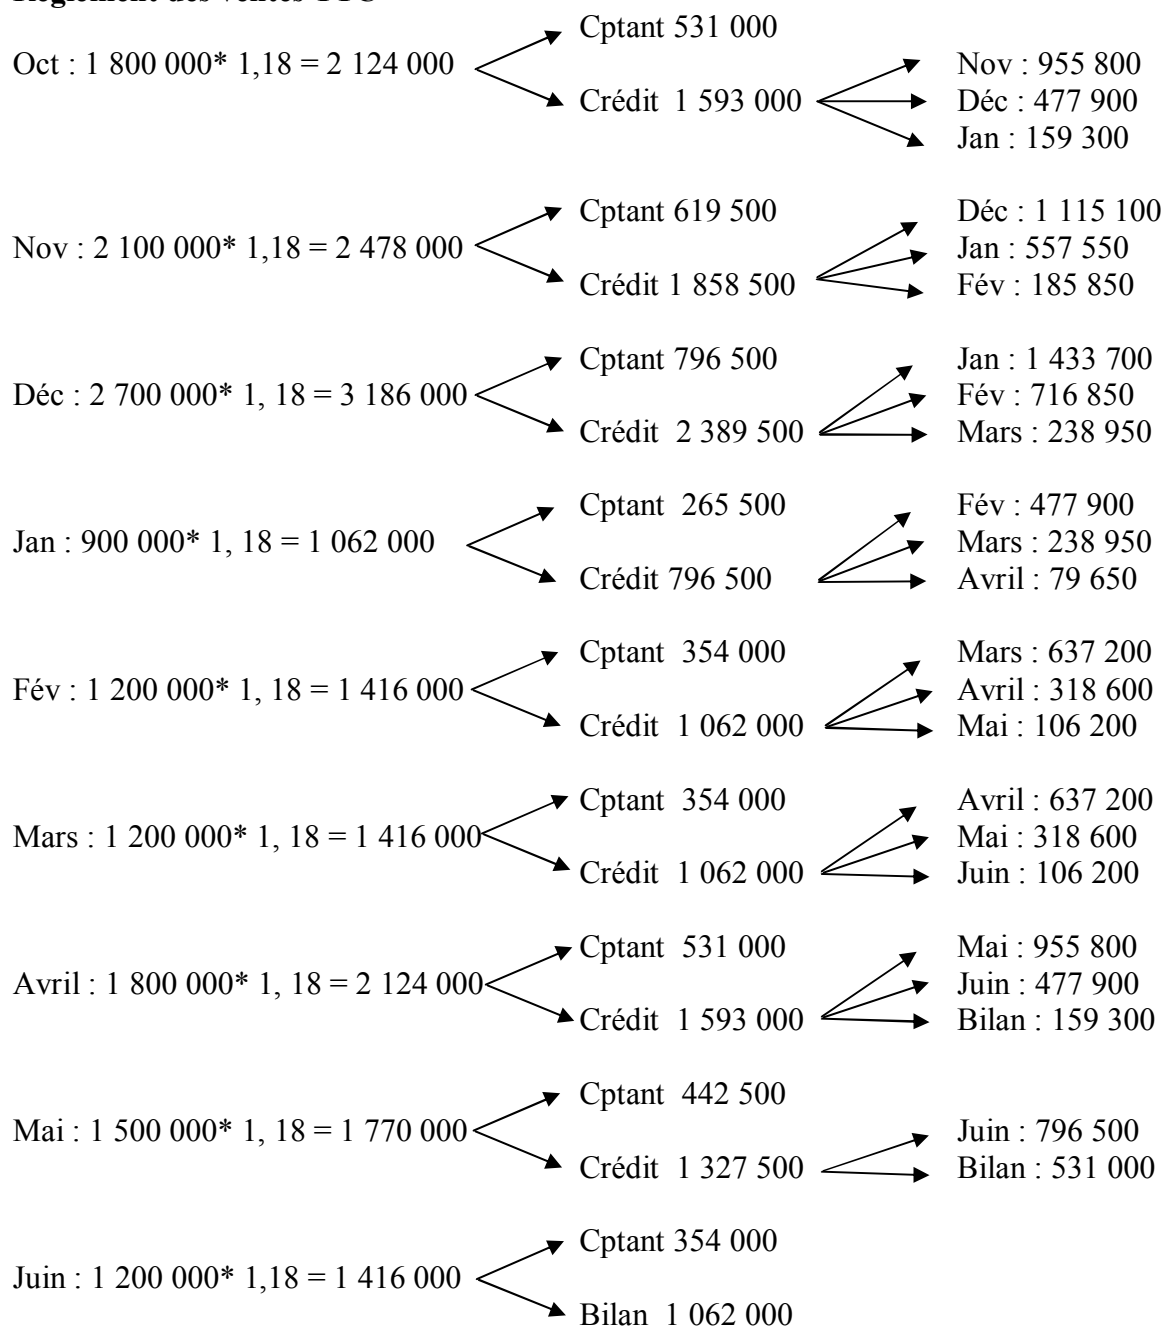 Règlement des ventes TTC
Cptant 531 000
Oct : 1 800 000* 1,18 = 2 124 000
Nov : 955 800
Crédit 1 593 000
Déc : 477 900
Jan : 159 300
Cptant 619 500
Déc : 1 115 100
Nov : 2 100 000* 1,18 = 2 478 000
Jan : 557 550
Crédit 1 858 500
Fév : 185 850
Cptant 796 500
Jan : 1 433 700
Déc : 2 700 000* 1, 18 = 3 186 000
Fév : 716 850
Crédit 2 389 500
Mars : 238 950
Cptant 265 500
Fév : 477 900
Jan : 900 000* 1, 18 = 1 062 000
Mars : 238 950
Crédit 796 500
Avril : 79 650
Cptant 354 000
Mars : 637 200
Fév : 1 200 000* 1, 18 = 1 416 000
Avril : 318 600
Crédit 1 062 000
Mai : 106 200
Cptant 354 000
Avril : 637 200
Mars : 1 200 000* 1, 18 = 1 416 000
Mai : 318 600
Crédit 1 062 000
Juin : 106 200
Cptant 531 000
Mai : 955 800
Avril : 1 800 000* 1, 18 = 2 124 000
Juin : 477 900
Crédit 1 593 000
Bilan : 159 300
Cptant 442 500
Mai : 1 500 000* 1, 18 = 1 770 000
Juin : 796 500
Crédit 1 327 500
Bilan : 531 000
Cptant 354 000
Juin : 1 200 000* 1,18 = 1 416 000
Bilan 1 062 000